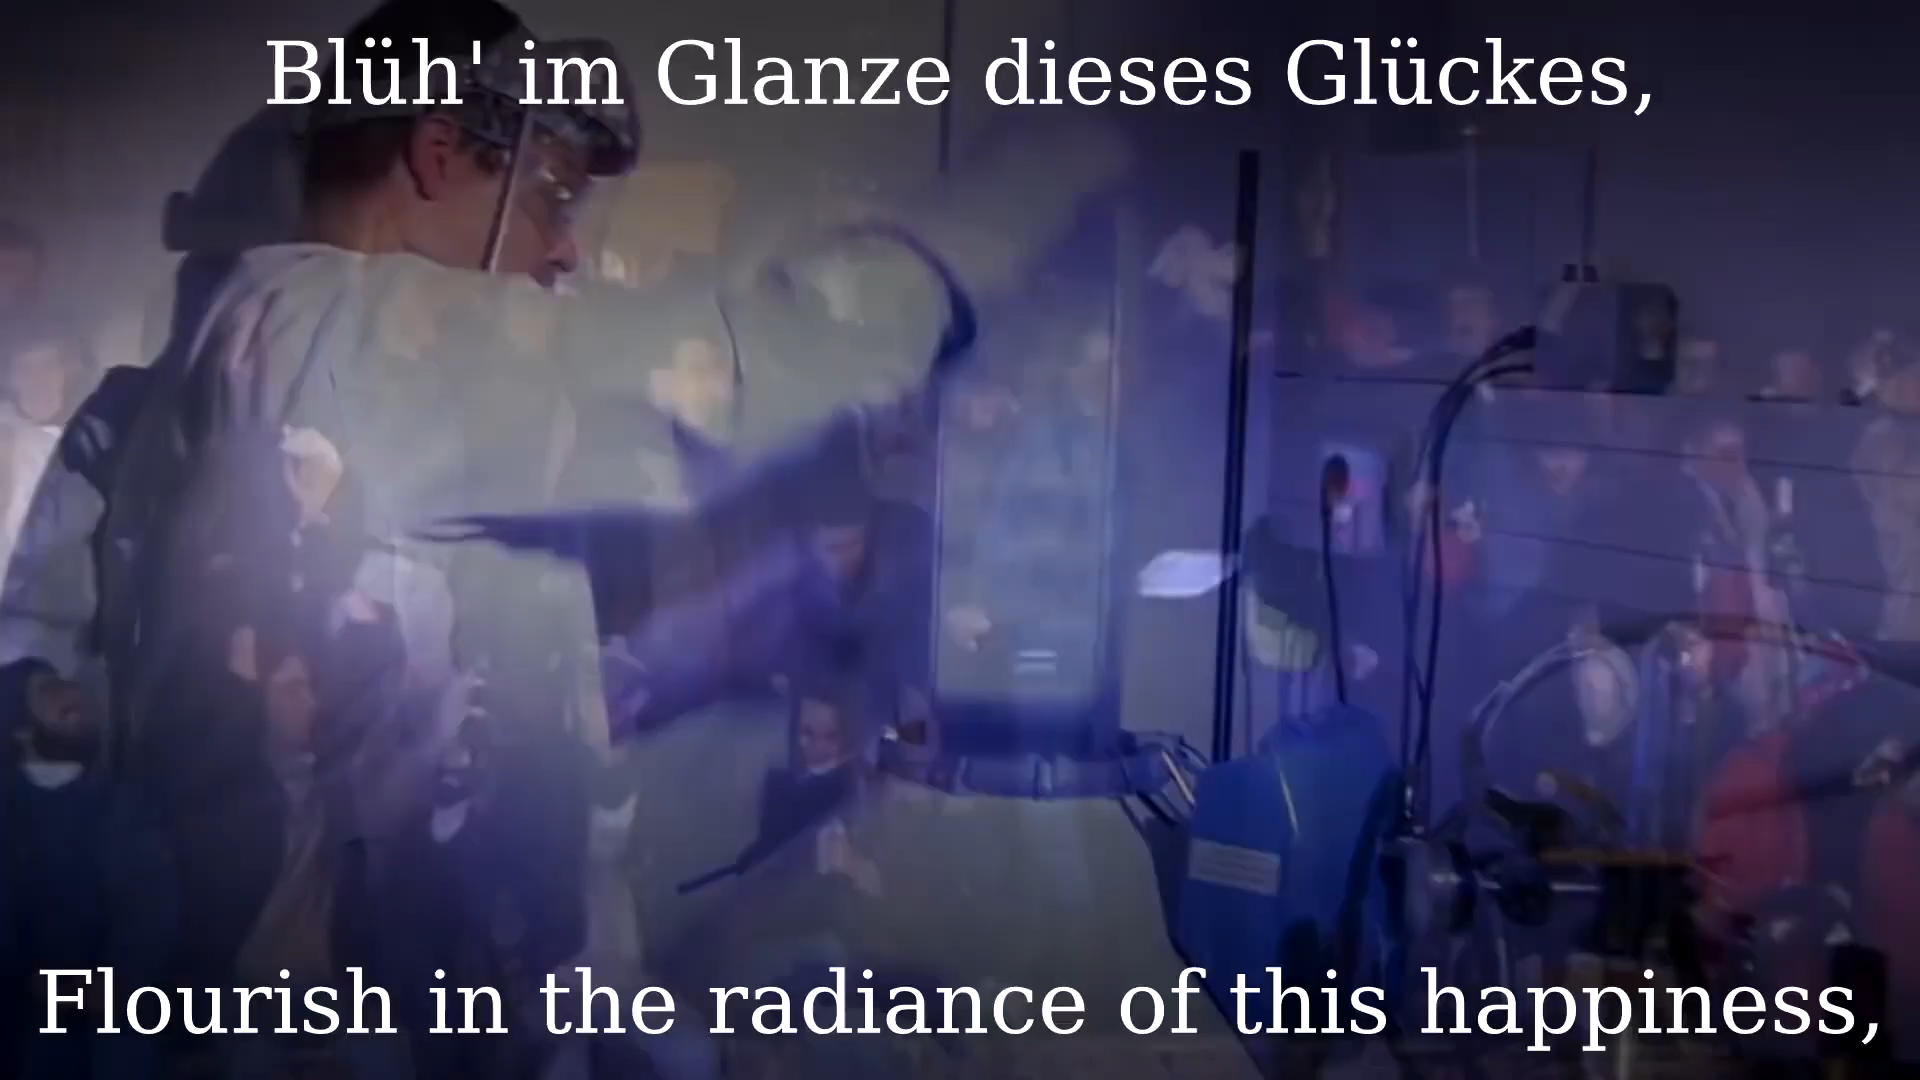 Blüh' im Glanze dieses Glückes,
Flourish in the radiance of this happiness,